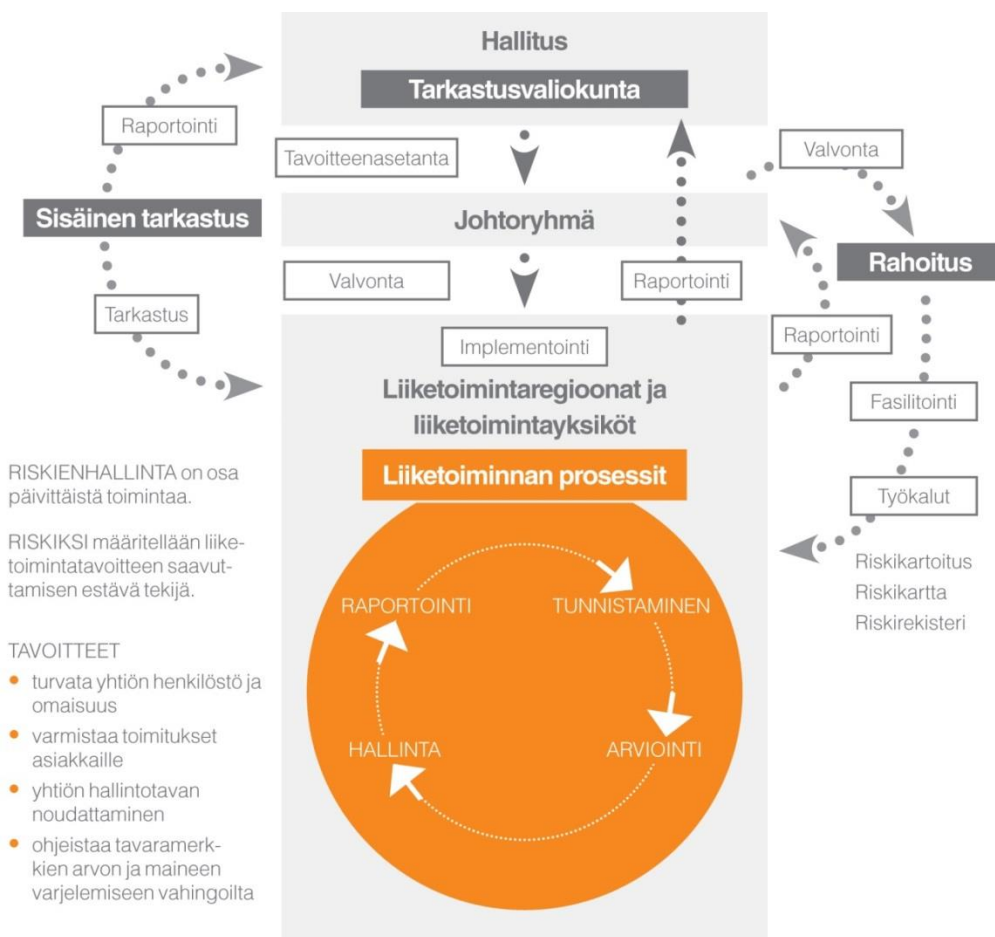 Hallitus
Tarkastusvaliokunta
Raportointi
Tavoitteenasetanta
Valvonta
Sisäinen tarkastus
Johtoryhmä
Rahoitus
Valvonta
Raportointi
Tarkastus
Raportointi
Implementointi
Liiketoimintaregioonat ja
liiketoimintayksiköt
Fasilitointi
Liiketoiminnan prosessit
Työkalut
Riskikartoitus
Riskikartta
Riskirekisteri
RISKIENHALLINTA on osa
päivittäistä toimintaa.
RISKIKSI määritellään liike-
toimintatavoitteen saavut-
tamisen estävä tekijä.
TAVOITTEET
• turvata yhtiön henkilöstö ja
omaisuus
• varmistaa toimitukset
asiakkaille
• yhtiön hallintotavan
noudattaminen
• ohjeistaa tavaramerk-
kien arvon ja maineen
varjelemiseen vahingoilta
RAPORTOINTI
TUNNISTAMINEN
HALLINTA
ARVIOINTI